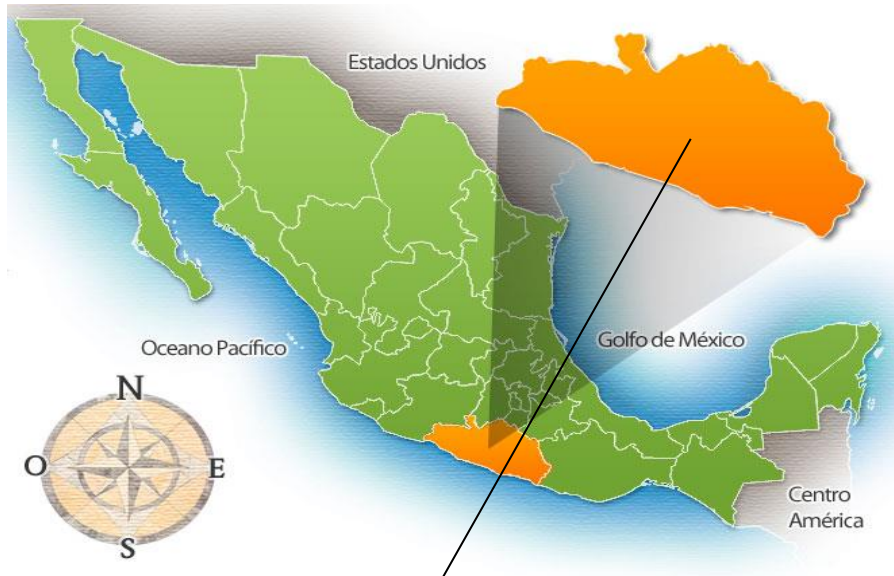 Estados Unidos
Oceano Pacífico
Golfo de México
N
O
E
S
Centro
América